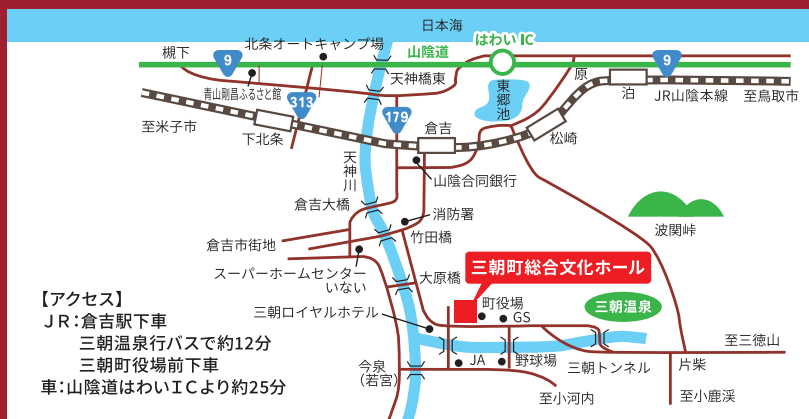 日本海
北条オートキャンプ場
はわいIC
山陰道
槻下
9
9
天神橋東
原
青山剛昌ふるさと館
東郷池
泊
JR山陰本線
至鳥取市
313
179
至米子市
下北条
倉吉
松崎
天神川
山陰合同銀行
倉吉大橋
消防署
波関峠
竹田橋
倉吉市街地
スーパーホームセンター
いない
大原橋
三朝町総合文化ホール
町役場
三朝温泉
三朝ロイヤルホテル
GS
至三徳山
JA
野球場
今泉
(若宮)
三朝トンネル
片柴
至小河内
至小鹿渓
【アクセス】
JR:倉吉駅下車
三朝温泉行バスで約12分
三朝町役場前下車
車:山陰道はわいICより約25分